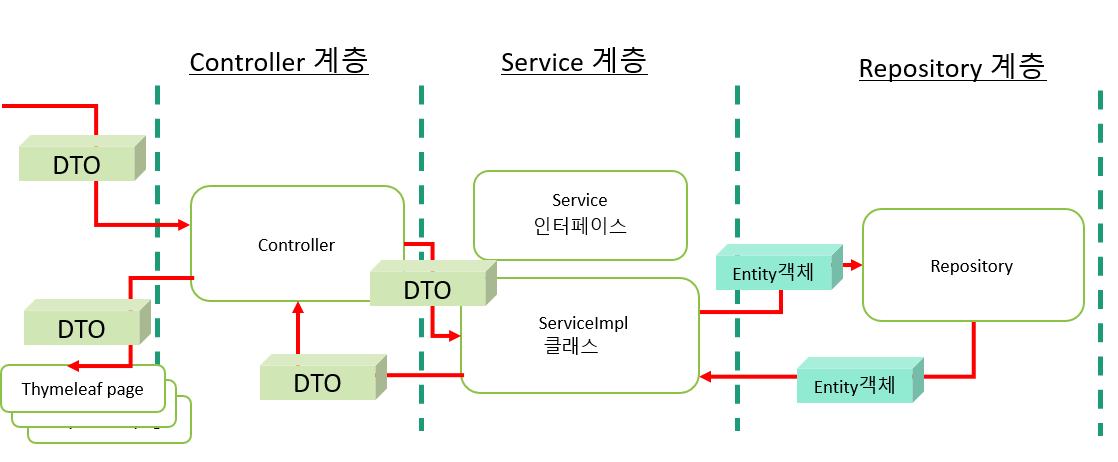 Controller 계층
Service 계층
Repository 계층
DTO
Controller
DTO
Thymeleaf page
DTO
DTO
Service
인터페이스
ServiceImpl
클래스
Entity객체
Repository
Entity객체